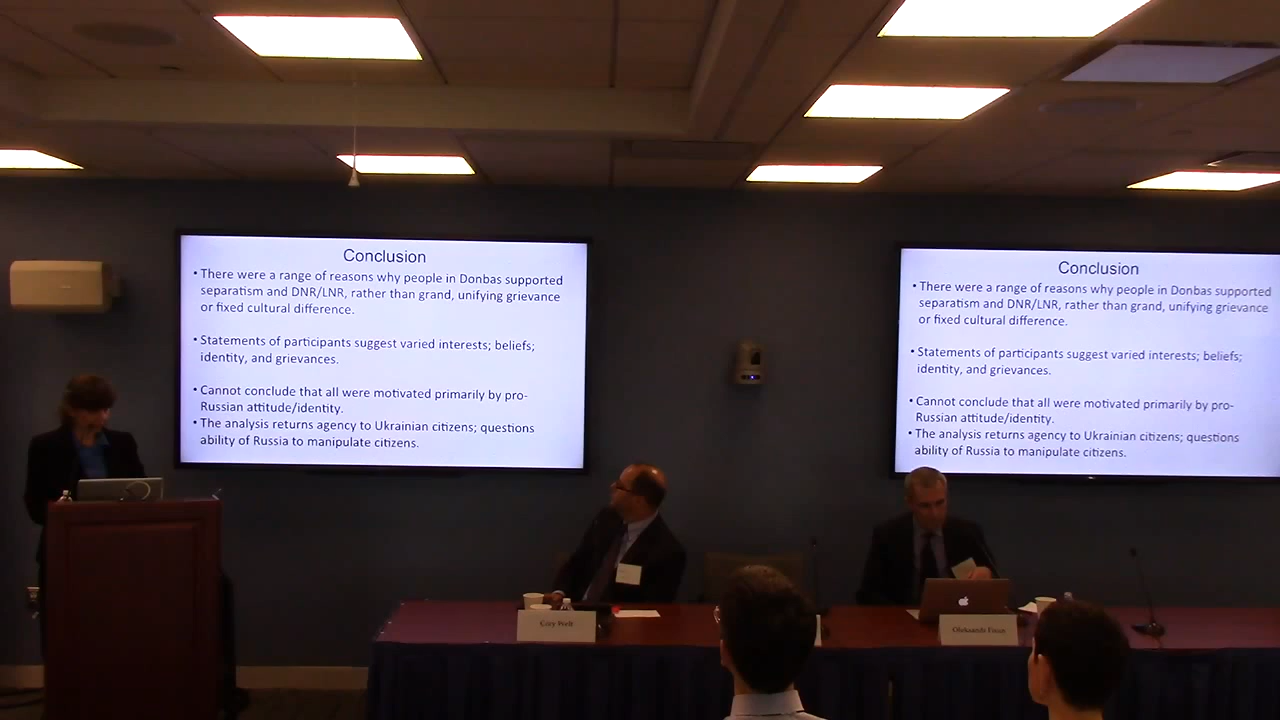 Conclusion
• There were a range of reasons why people in Donbas supported
separatism and DNR/LNR, rather than grand, unifying grievance
or fixed cultural difference.
• Statements of participants suggest varied interests; beliefs;
identity, and grievances.
• Cannot conclude that all were motivated primarily by pro-
Russian attitude/identity.
• The analysis returns agency to Ukrainian citizens; questions
ability of Russia to manipulate citizens.
Conclusion
• There were a range of reasons why people in Donbas supported
separatism and DNR/LNR, rather than grand, unifying grievance
or fixed cultural difference.
• Statements of participants suggest varied interests; beliefs;
identity, and grievances.
• Cannot conclude that all were motivated primarily by pro-
Russian attitude/identity.
• The analysis returns agency to Ukrainian citizens; questions
ability of Russia to manipulate citizens.
Cory Welt